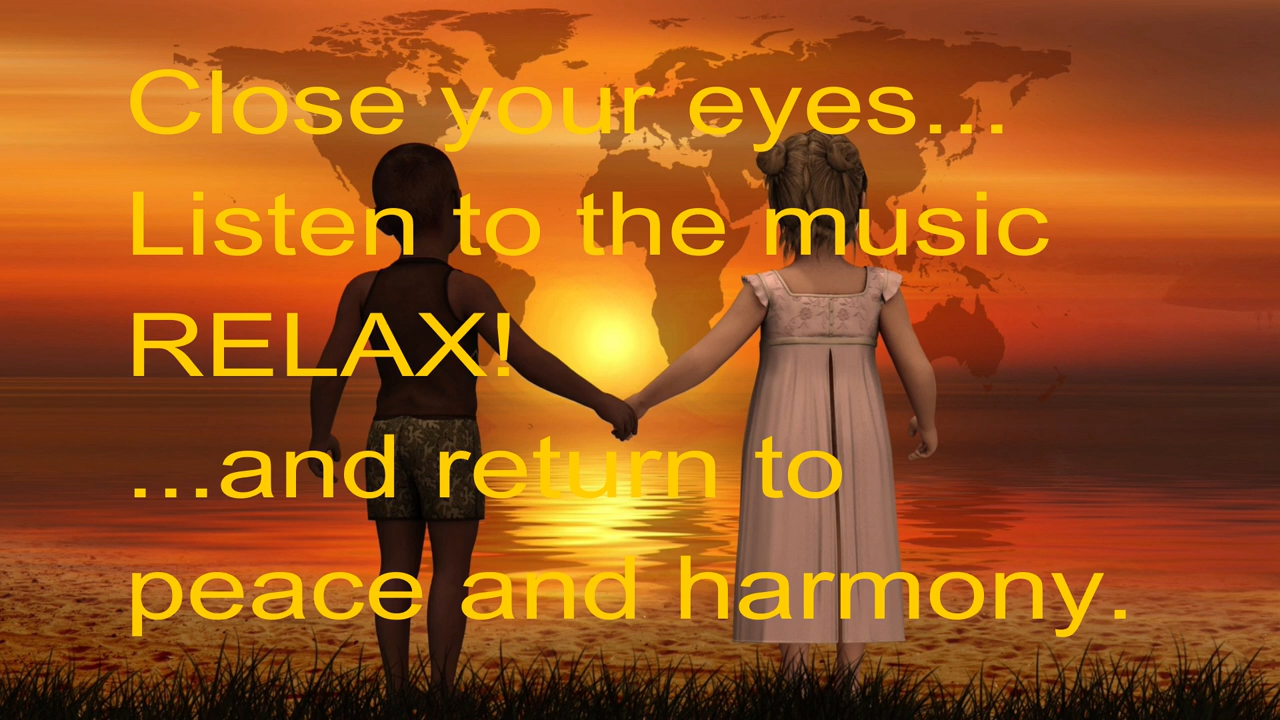 Close your eyes...
Listen to the music
RELAX!
...and return to
peace and harmony.